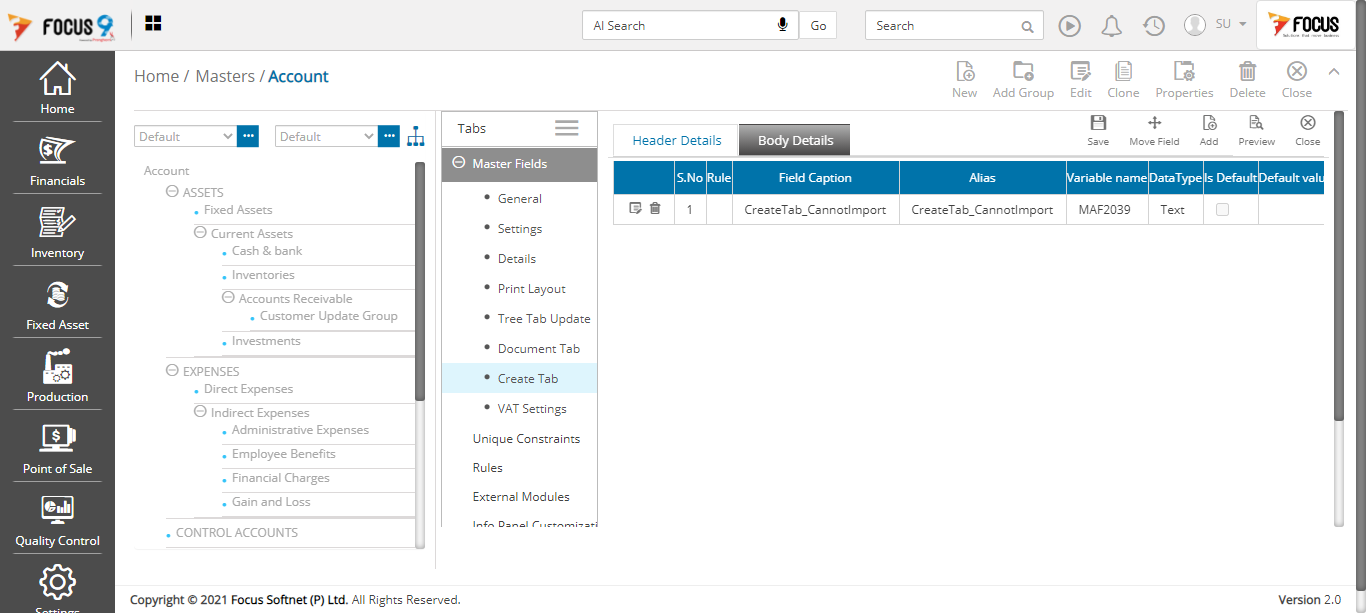 FOCUS 9
AI Search
Go
Search
SU
FOCUS
Home
Financials
Inventory
Fixed Asset
Production
Point of Sale
Quality Control
Settings
Home / Masters / Account
New
Add Group
Edit
Clone
Properties
Delete
Close
Default
Default
Account
ASSETS
Fixed Assets
Current Assets
Cash & bank
Inventories
Accounts Receivable
Customer Update Group
Investments
EXPENSES
Direct Expenses
Indirect Expenses
Administrative Expenses
Employee Benefits
Financial Charges
Gain and Loss
CONTROL ACCOUNTS
Tabs
Master Fields
General
Settings
Details
Print Layout
Tree Tab Update
Document Tab
Create Tab
VAT Settings
Unique Constraints
Rules
External Modules
Info Panel Customizati
Header Details
Body Details
Save
Move Field
Add
Preview
Close
S.No Rule Field Caption Alias Variable name DataType Is Default Default valu
1 CreateTab_CannotImport CreateTab_CannotImport MAF2039 Text
Copyright © 2021 Focus Softnet (P) Ltd. All Rights Reserved.
Version 2.0